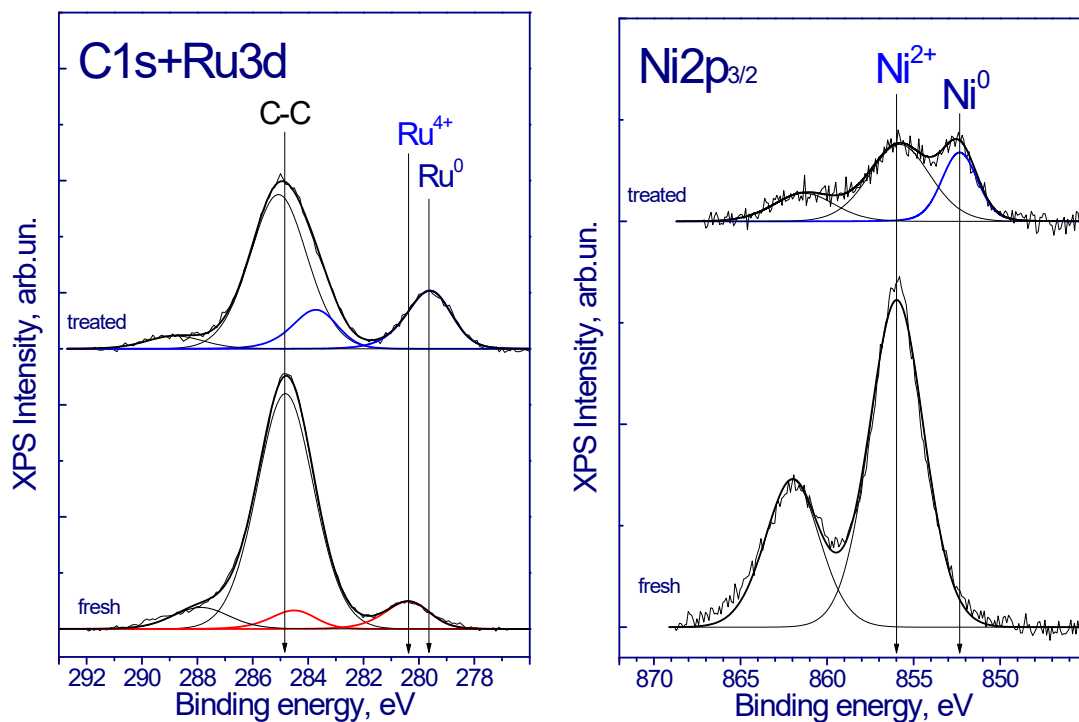 C1s+Ru3d
C-C
Ru4+
Ru0
treated
fresh
XPS Intensity, arb.un.
292 290 288 286 284 282 280 278
Binding energy, eV
Ni2p3/2
Ni2+
Ni0
treated
fresh
XPS Intensity, arb.un.
870 865 860 855 850
Binding energy, eV